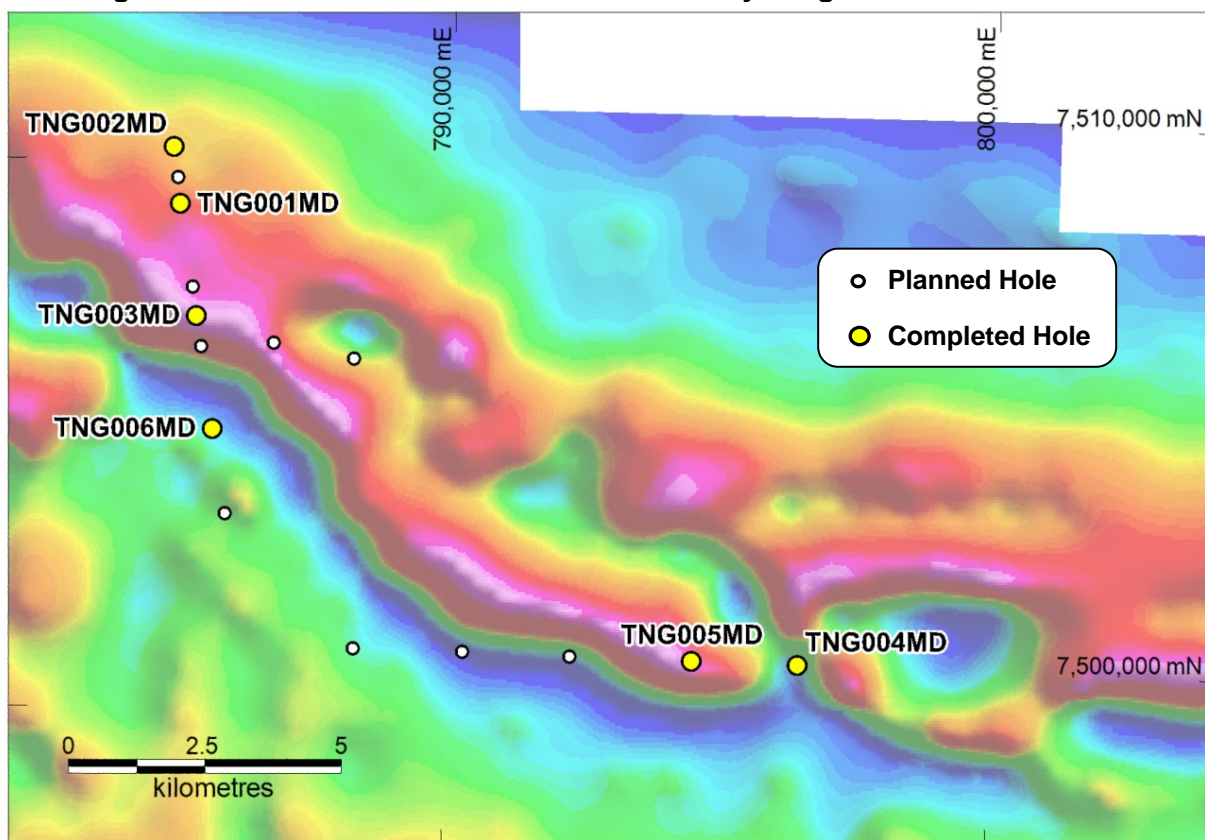 790,000 mE
800,000 mE
7,510,000 mN
TNG002MD
TNG001MD
Planned Hole
TNG003MD
Completed Hole
TNG006MD
TNG005MD
TNG004MD
7,500,000 mN
0 2.5 5
kilometres